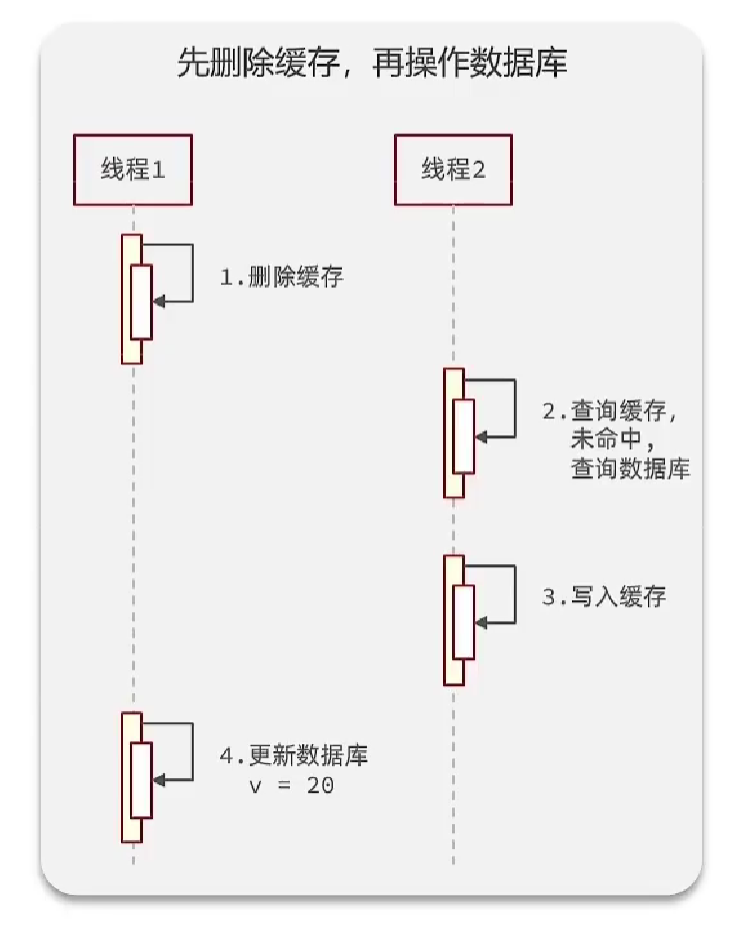 先删除缓存，再操作数据库
线程1
线程2
1.删除缓存
2.查询缓存，
未命中，
查询数据库
3.写入缓存
4.更新数据库
v = 20